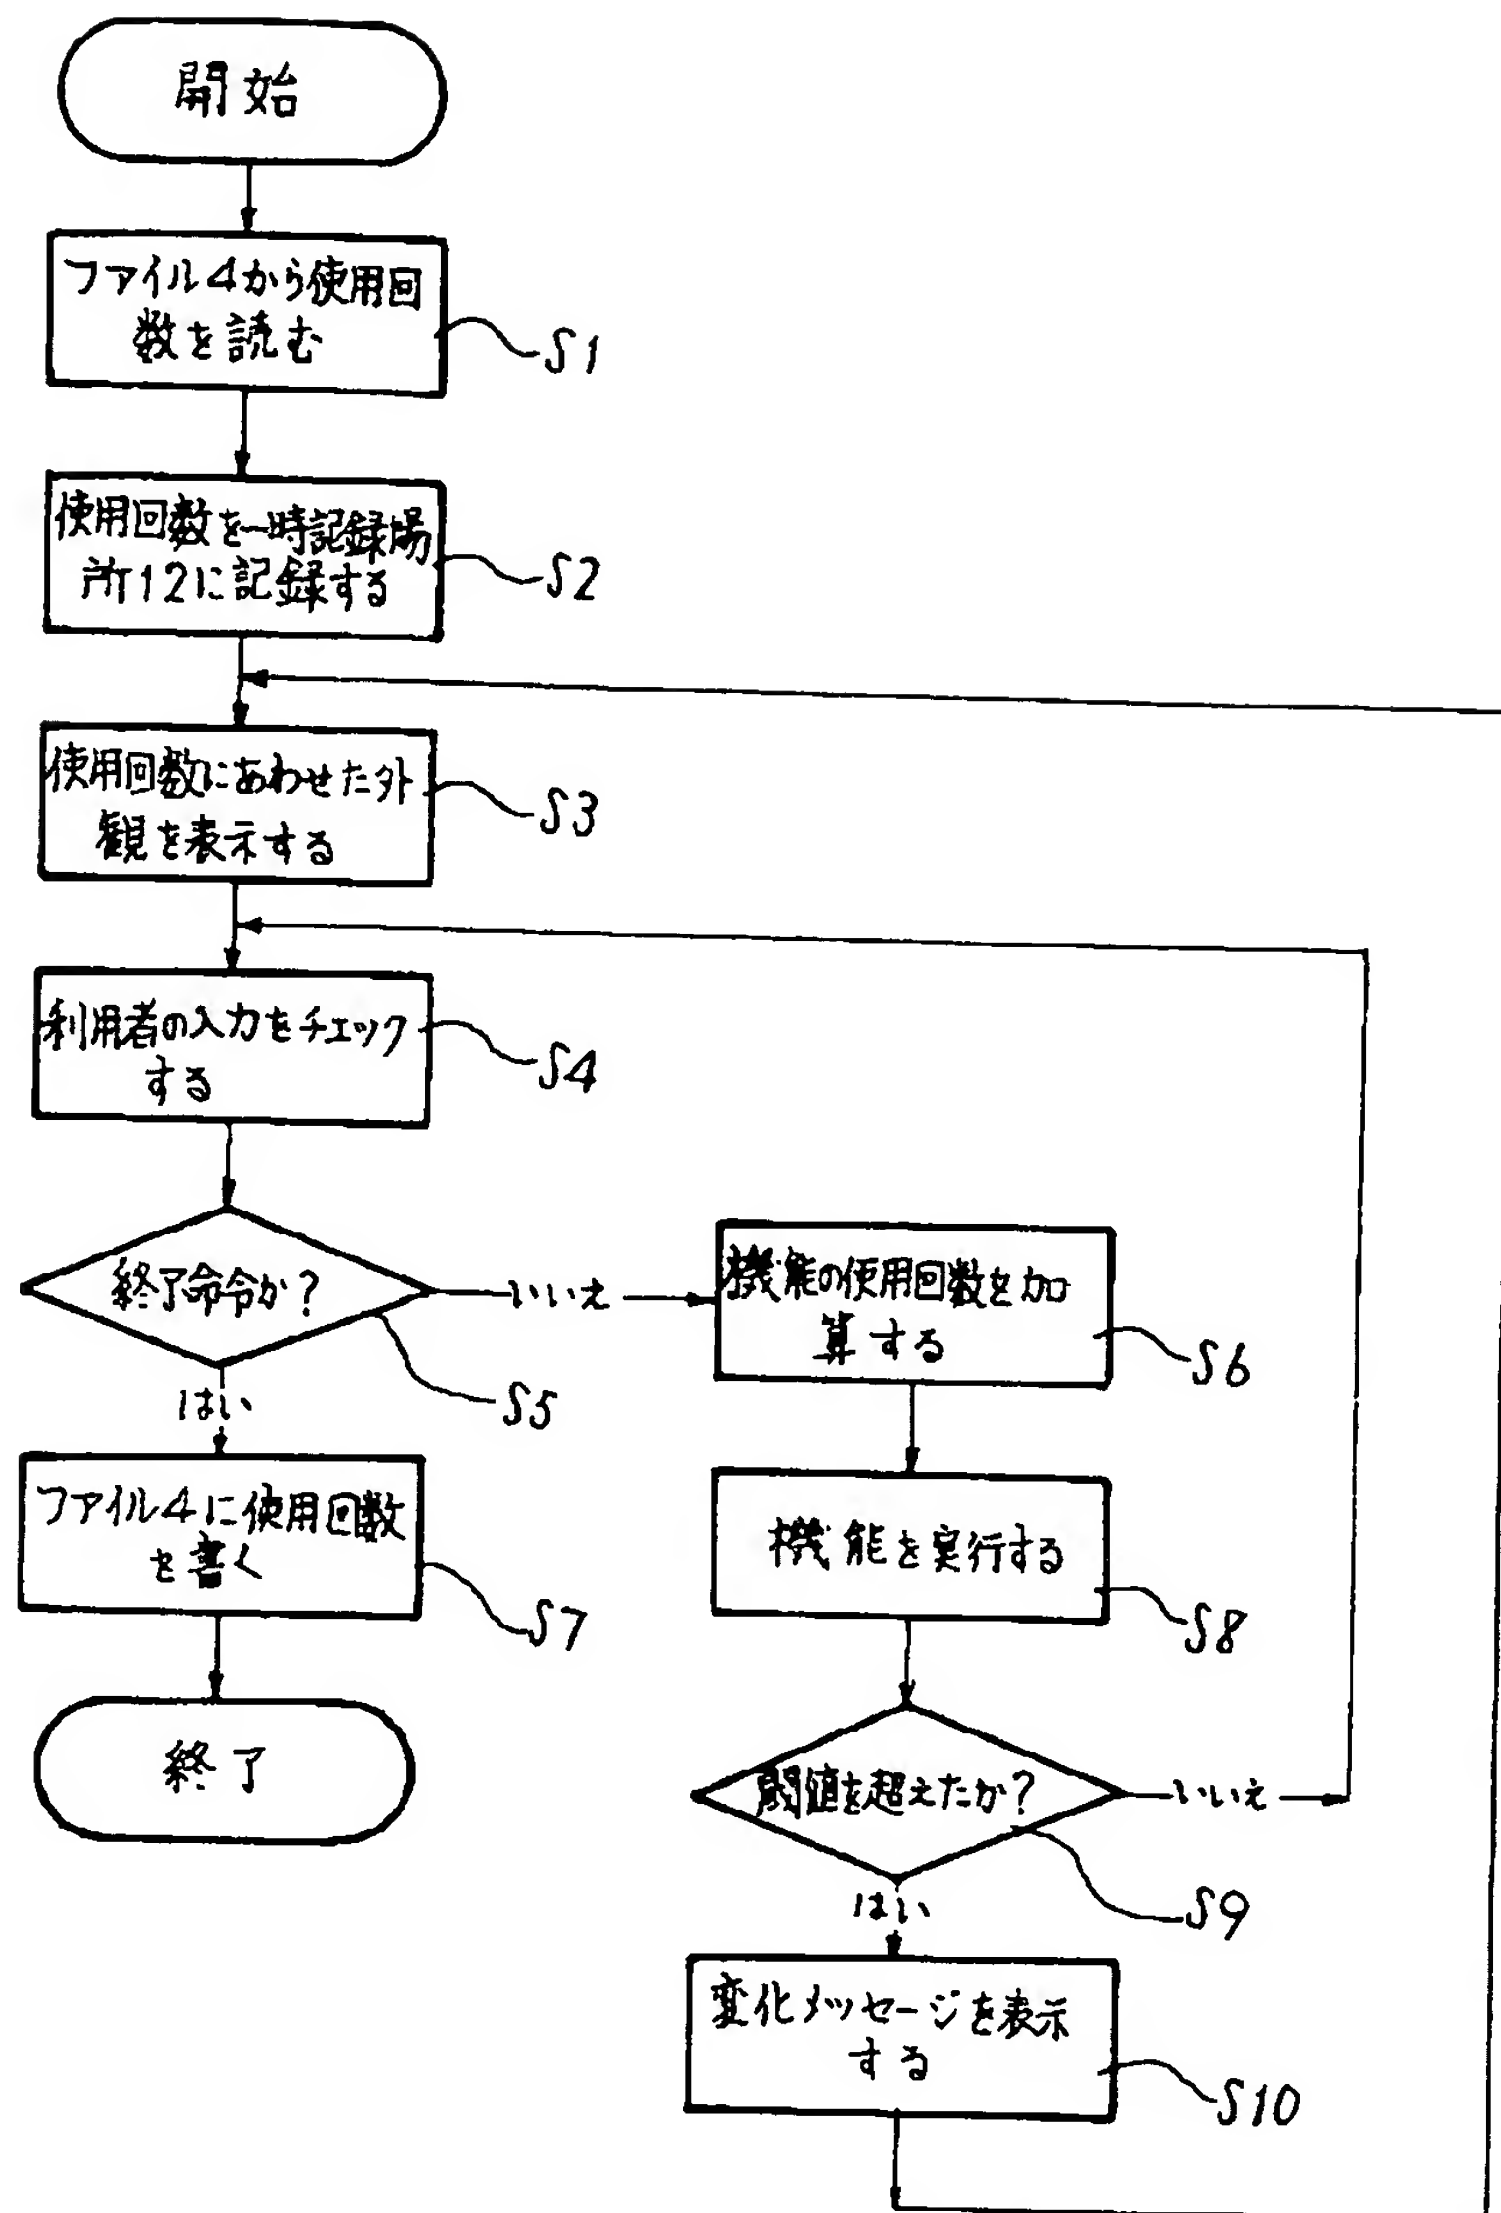 開始
ファイル4から使用回
数を読む
S1
使用回数を一時記録場
所12に記録する
S2
使用回数にあわせた外
観を表示する
S3
利用者の入力をチェック
する
S4
終了命令か?
いいえ
機能の使用回数を加
算する
S6
はい
S5
ファイル4に使用回数
を書く
S7
機能を実行する
S8
終了
閾値を超えたか?
いいえ
S9
はい
変化メッセージを表示
する
S10